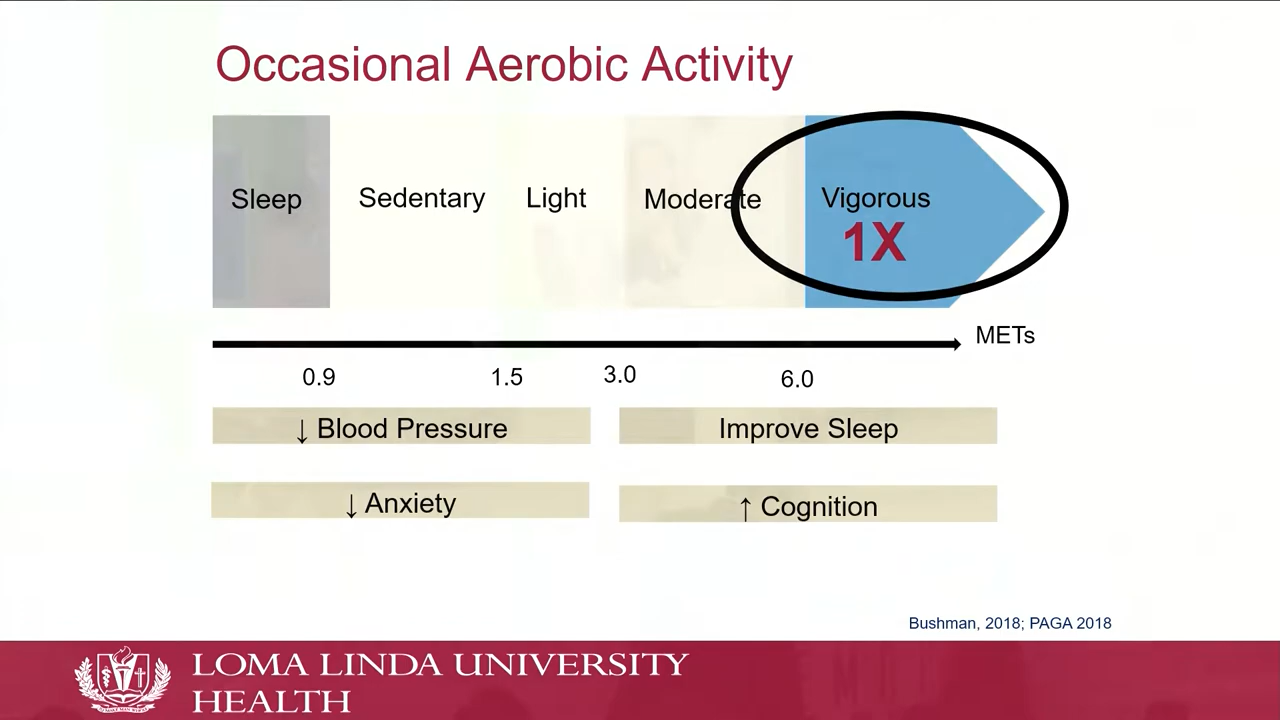 Occasional Aerobic Activity
Sleep
Sedentary
Light
Moderate
Vigorous
1X
METs
0.9
1.5
3.0
6.0
↓ Blood Pressure
Improve Sleep
↓ Anxiety
↑ Cognition
Bushman, 2018; PAGA 2018
LOMA LINDA UNIVERSITY
HEALTH